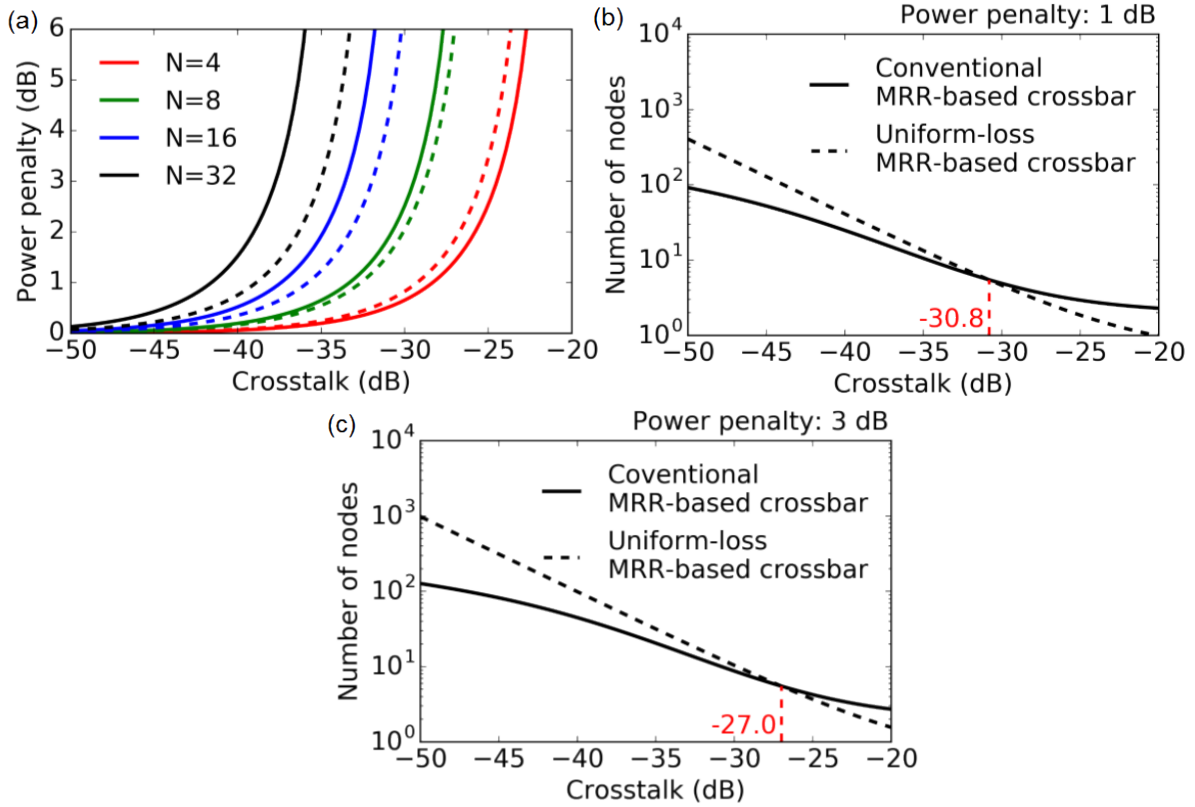 (a)
6
5
4
3
2
1
0
Power penalty (dB)
N=4
N=8
N=16
N=32
−50 −45 −40 −35 −30 −25 −20
Crosstalk (dB)
(b)
Power penalty: 1 dB
10^4
10^3
10^2
10^1
10^0
Number of nodes
Conventional
MRR-based crossbar
Uniform-loss
MRR-based crossbar
-30.8
−50 −45 −40 −35 −30 −25 −20
Crosstalk (dB)
(c)
Power penalty: 3 dB
10^4
10^3
10^2
10^1
10^0
Number of nodes
Coventional
MRR-based crossbar
Uniform-loss
MRR-based crossbar
-27.0
−50 −45 −40 −35 −30 −25 −20
Crosstalk (dB)